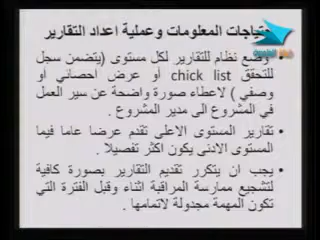 احتياجات المعلومات وعملية اعداد التقارير
وضع نظام للتقارير لكل مستوى (يتضمن سجل
للتحقق chick list أو عرض احصائي أو
وصفي ) لاعطاء صورة واضحة عن سير العمل
في المشروع الى مدير المشروع .
تقارير المستوى الاعلى تقدم عرضا عاما فيما
المستوى الادنى يكون اكثر تفصيلا .
يجب ان يتكرر تقديم التقارير بصورة كافية
لتشجيع ممارسة المراقبة اثناء وقبل الفترة التي
تكون المهمة مجدولة لاتمامها .